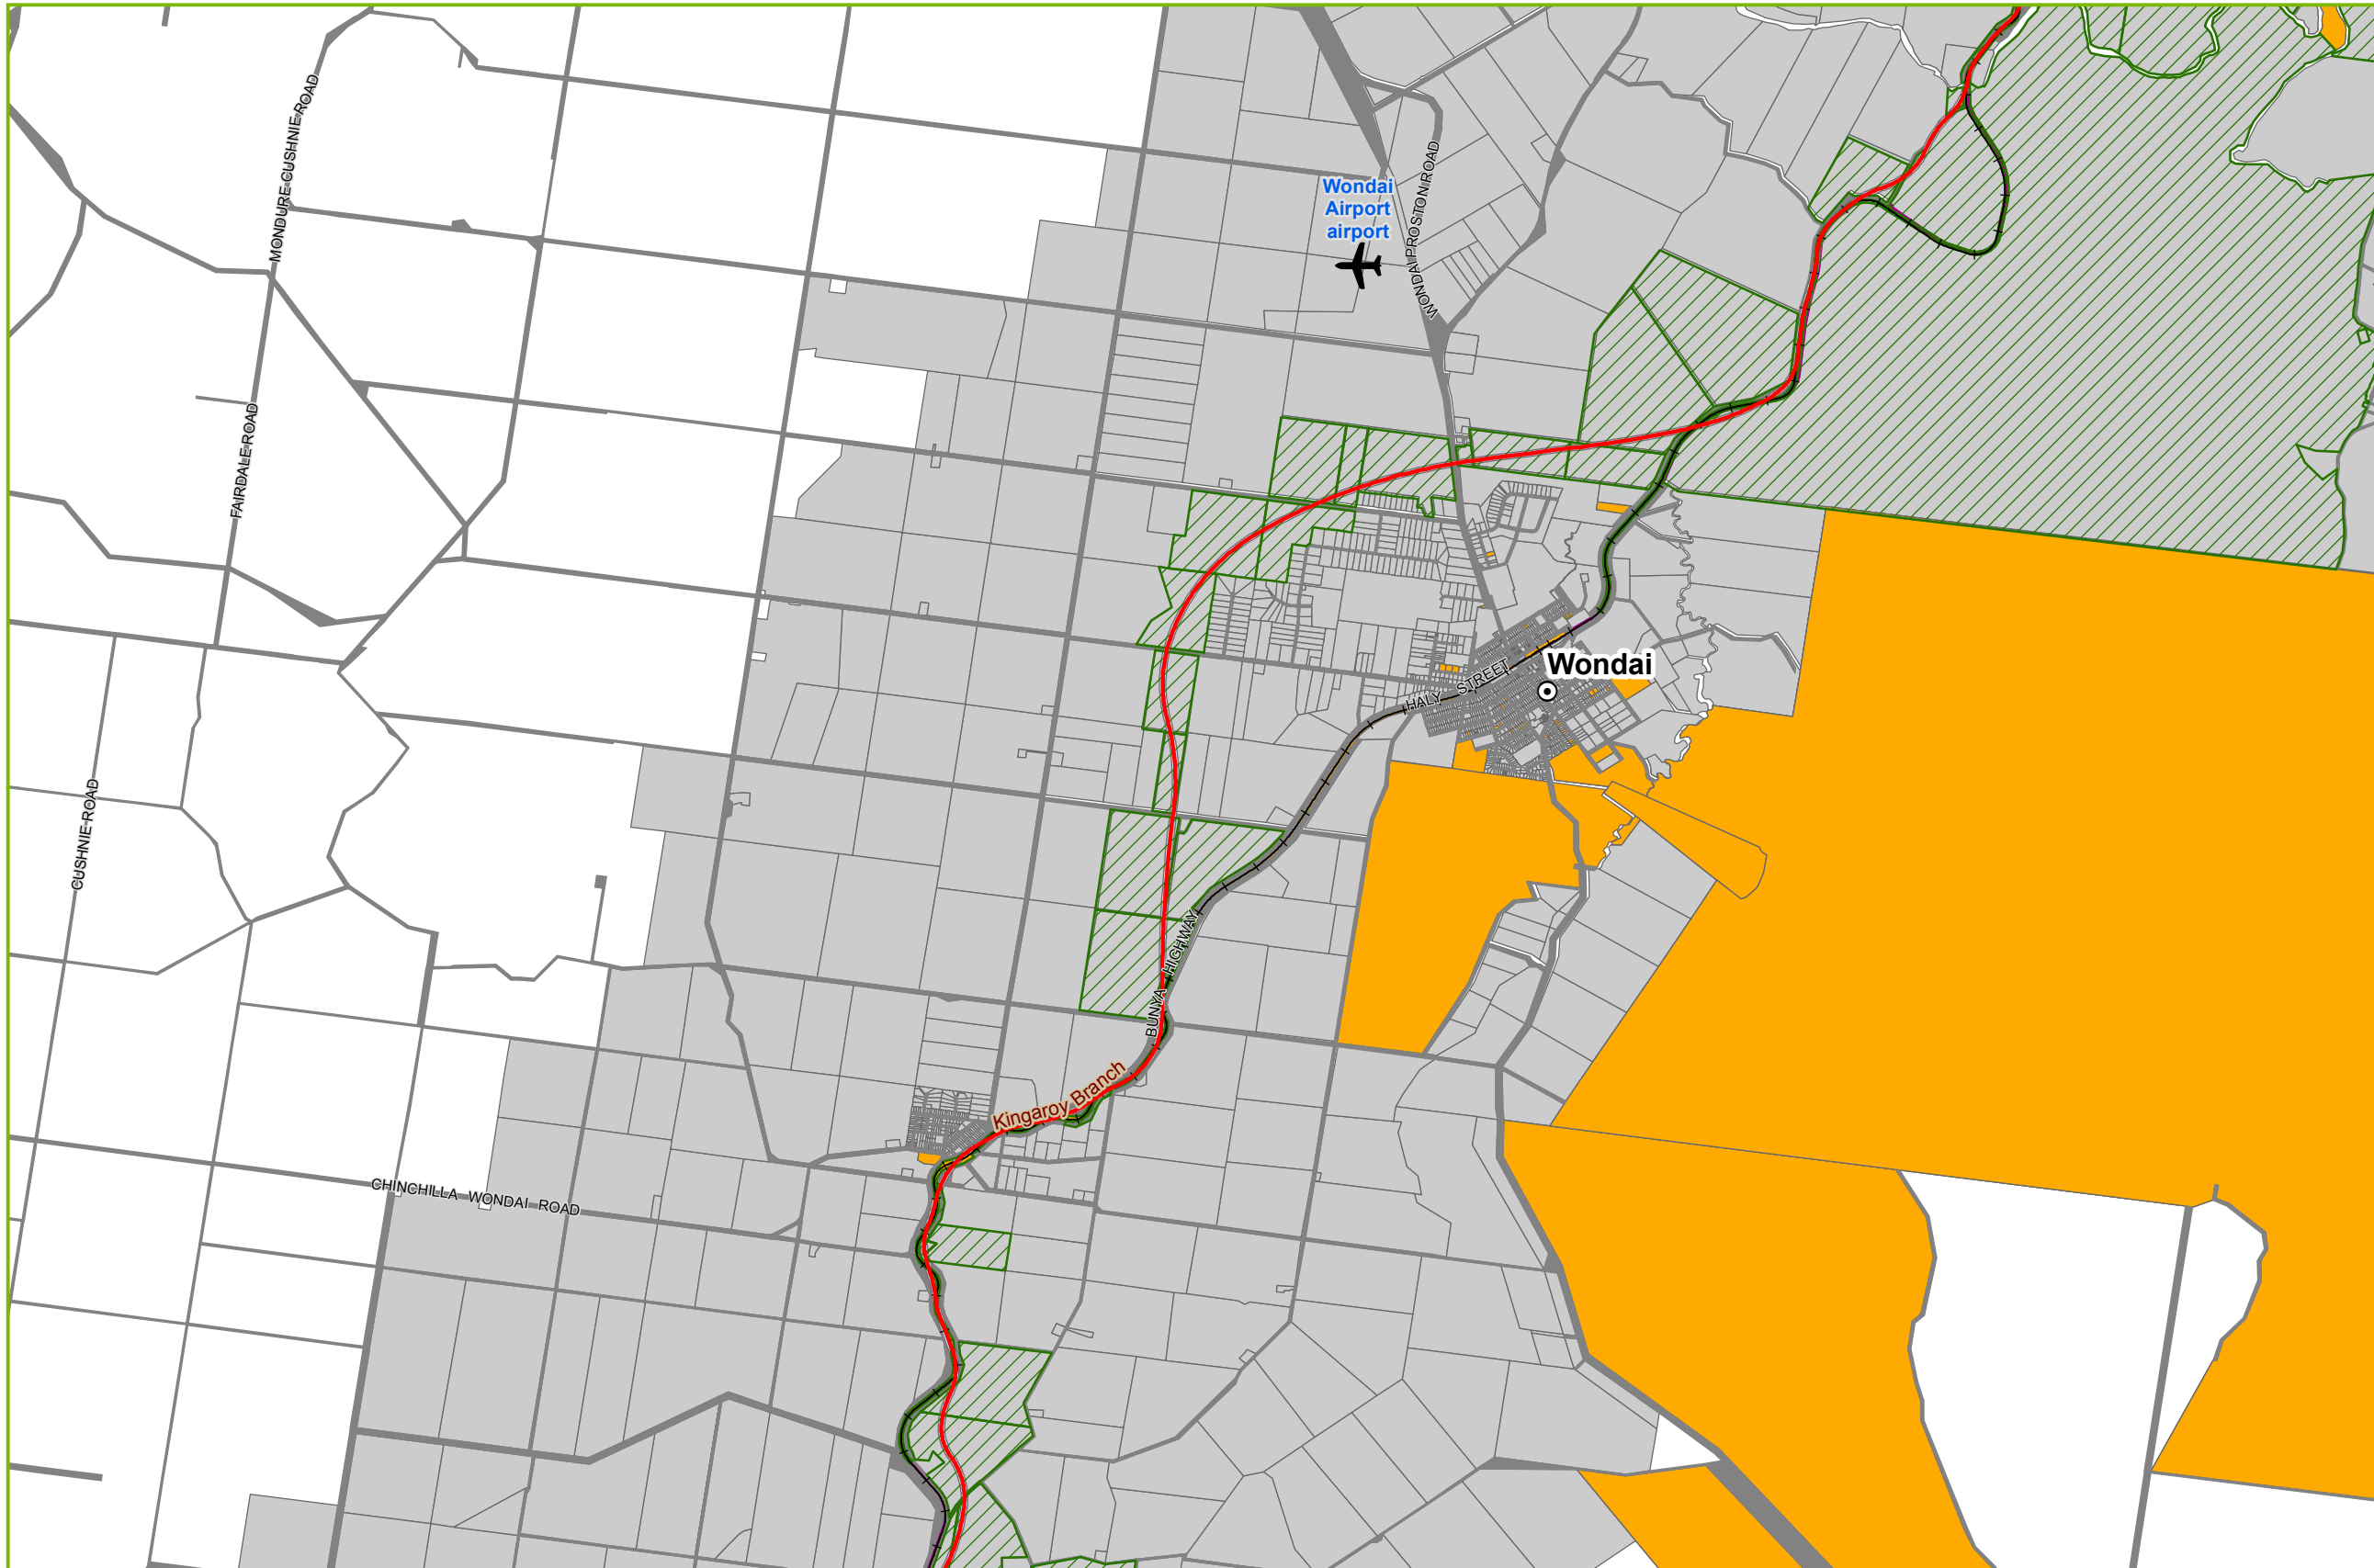 MONDURE CUSHNIE ROAD
Wondai
Airport
airport
WONDAI PROSTON ROAD
FAIRDALE ROAD
Wondai
HALY STREET
CUSHNIE ROAD
BUNYA HIGHWAY
Kingaroy Branch
CHINCHILLA WONDAI ROAD